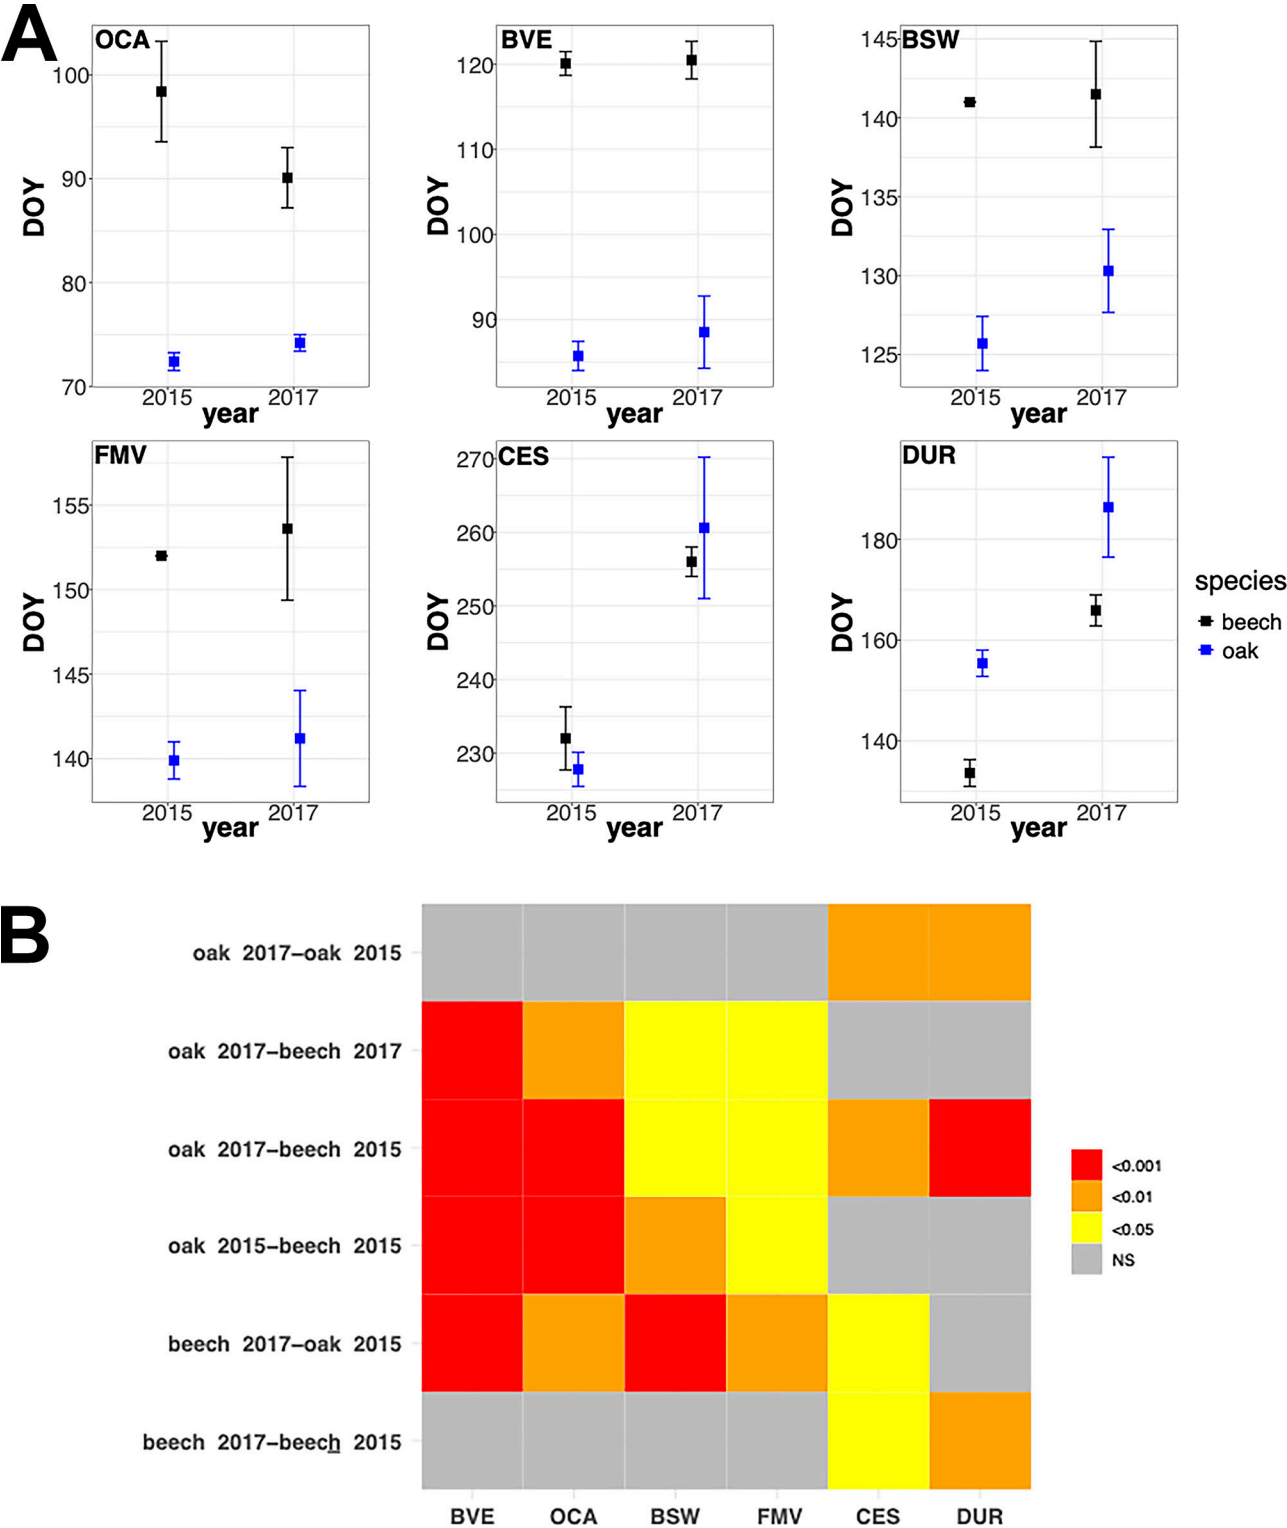 A
OCA
100
90
80
70
DOY
2015
2017
year
BVE
120
110
100
90
DOY
2015
2017
year
BSW
145
140
135
130
125
DOY
2015
2017
year
FMV
155
150
145
140
DOY
2015
2017
year
CES
270
260
250
240
230
DOY
2015
2017
year
DUR
180
160
140
DOY
2015
2017
year
species
beech
oak
B
oak 2017–oak 2015
oak 2017–beech 2017
oak 2017–beech 2015
oak 2015–beech 2015
beech 2017–oak 2015
beech 2017–beech 2015
BVE OCA BSW FMV CES DUR
<0.001
<0.01
<0.05
NS